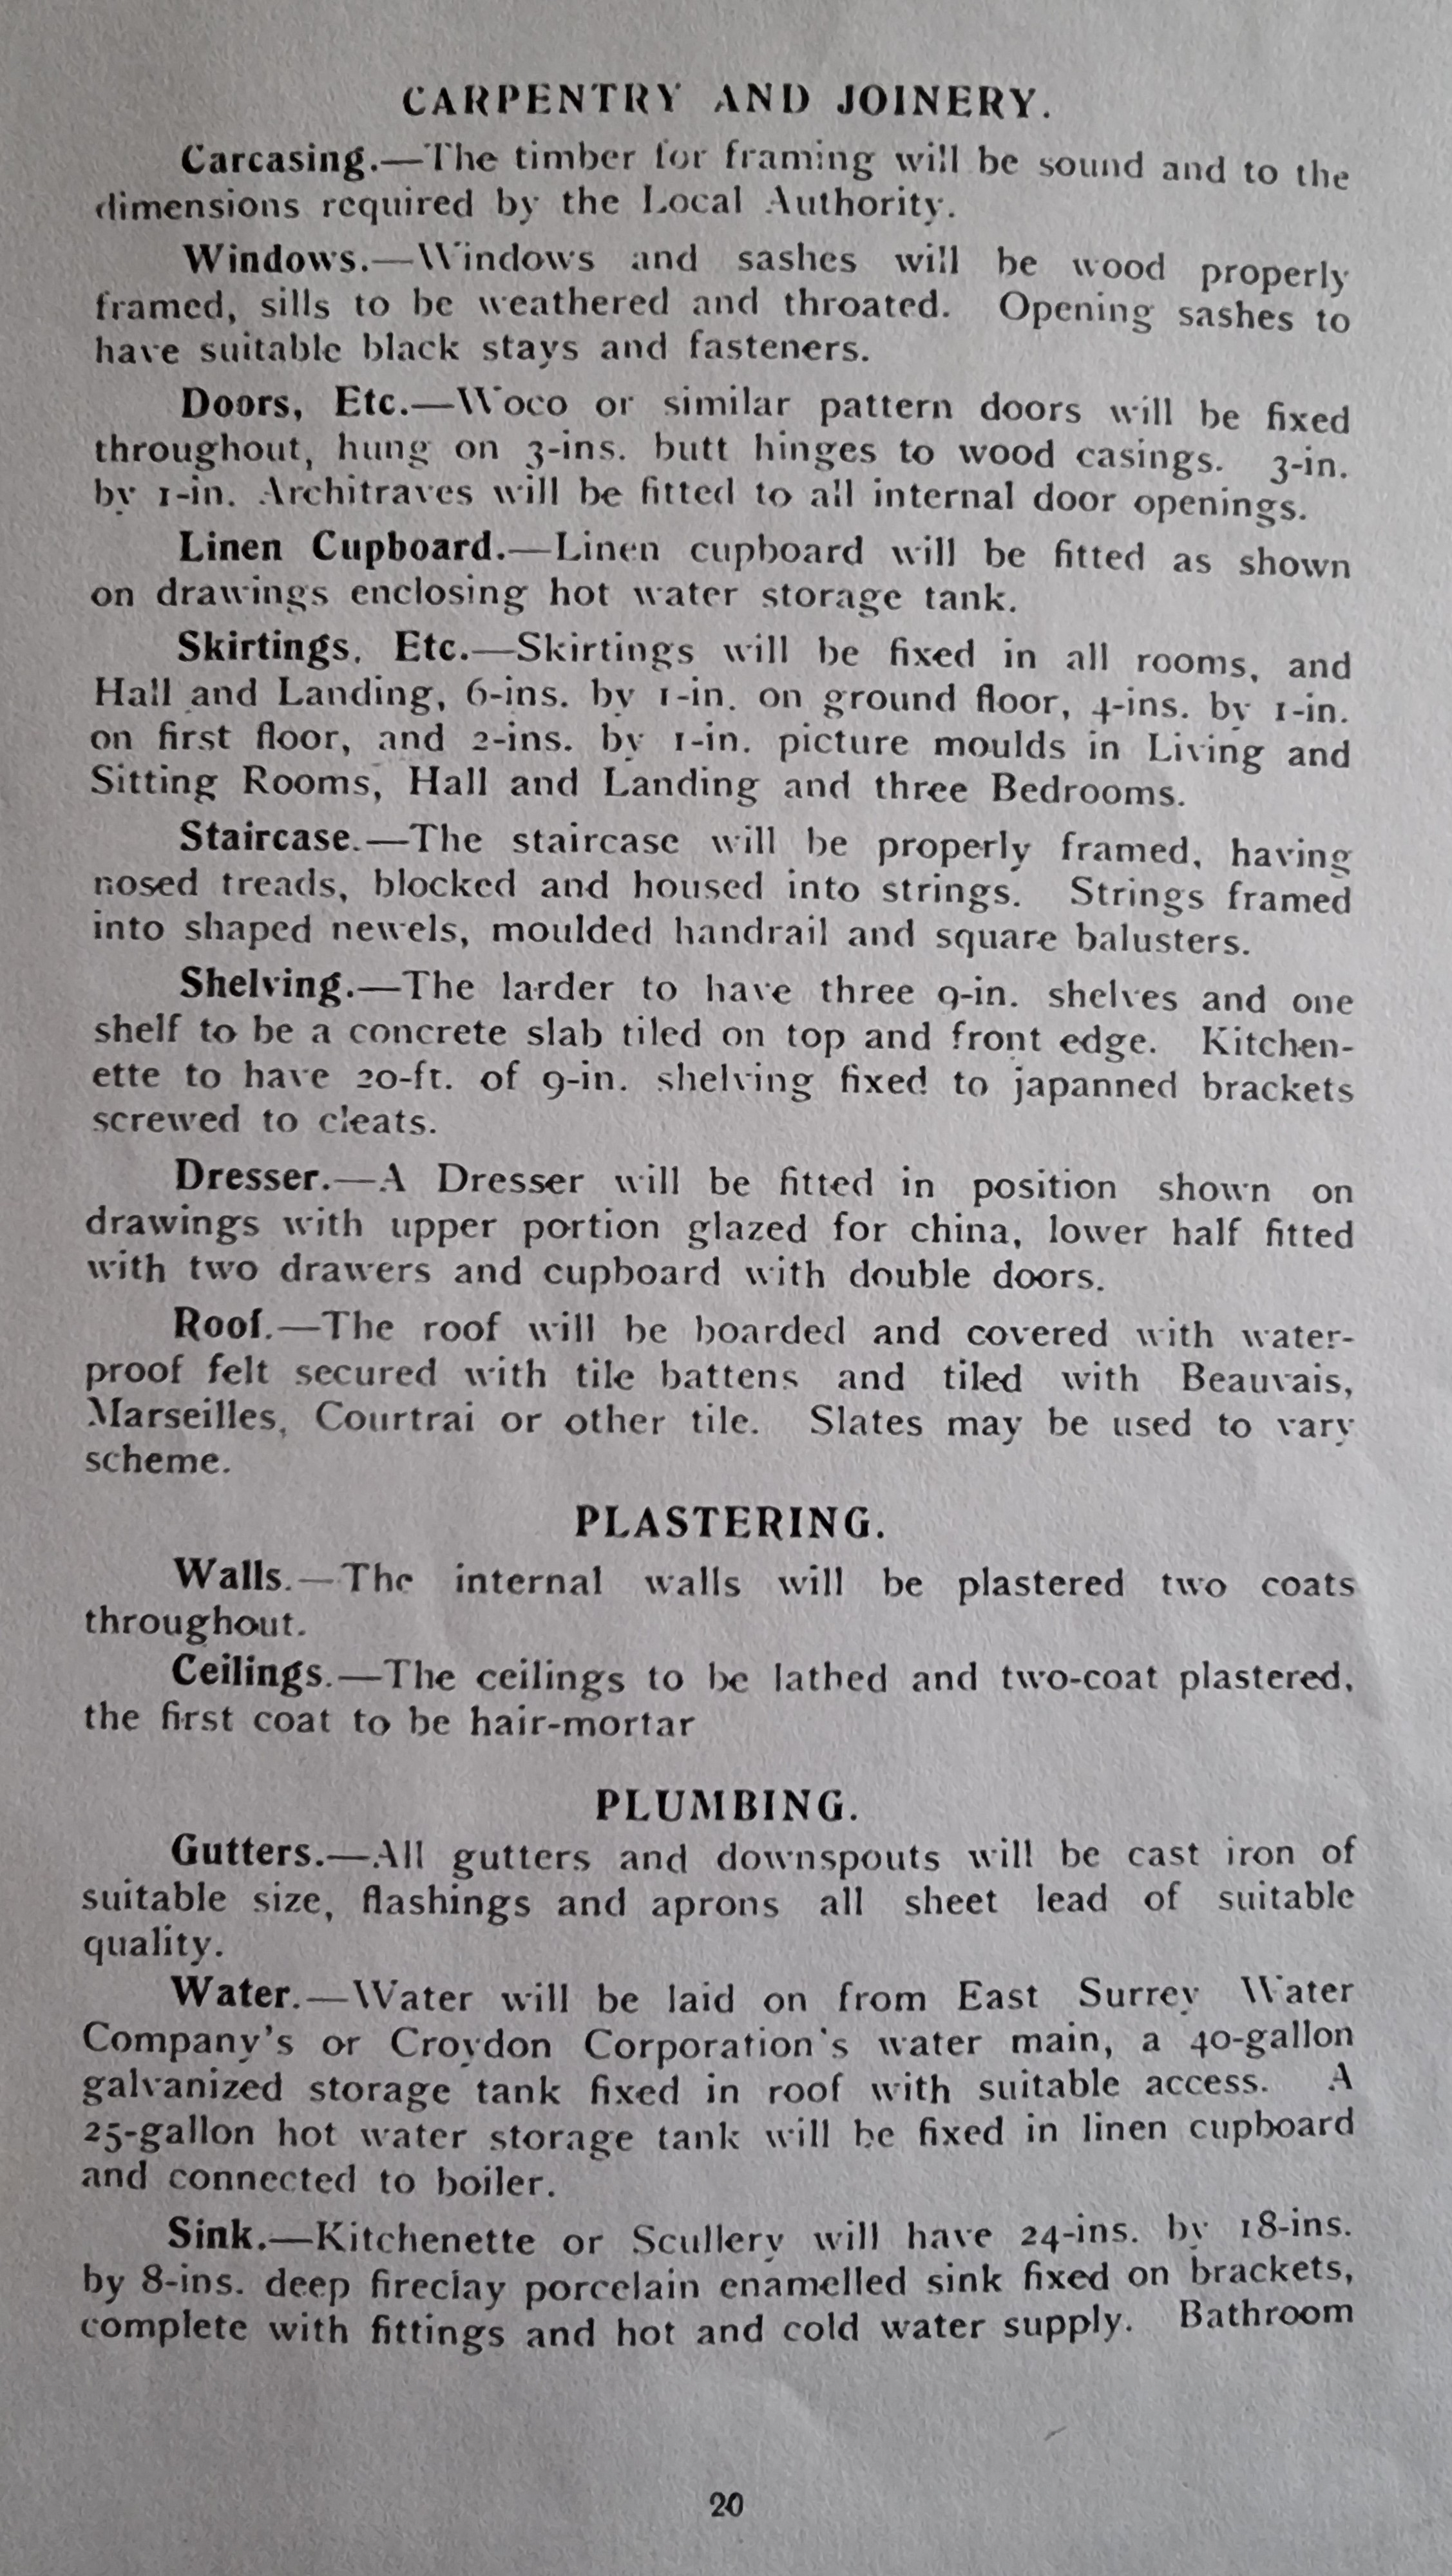 CARPENTRY AND JOINERY.
Carcasing.—The timber for framing will be sound and to the
dimensions required by the Local Authority.
Windows.—Windows and sashes will be wood properly
framed, sills to be weathered and throated. Opening sashes to
have suitable black stays and fasteners.
Doors, Etc.—Woco or similar pattern doors will be fixed
throughout, hung on 3-ins. butt hinges to wood casings. 3-in.
by 1-in. Architraves will be fitted to all internal door openings.
Linen Cupboard.—Linen cupboard will be fitted as shown
on drawings enclosing hot water storage tank.
Skirtings, Etc.—Skirtings will be fixed in all rooms, and
Hall and Landing, 6-ins. by 1-in. on ground floor, 4-ins. by 1-in.
on first floor, and 2-ins. by 1-in. picture moulds in Living and
Sitting Rooms, Hall and Landing and three Bedrooms.
Staircase.—The staircase will be properly framed, having
nosed treads, blocked and housed into strings. Strings framed
into shaped newels, moulded handrail and square balusters.
Shelving.—The larder to have three 9-in. shelves and one
shelf to be a concrete slab tiled on top and front edge. Kitchen-
ette to have 20-ft. of 9-in. shelving fixed to japanned brackets
screwed to cleats.
Dresser.—A Dresser will be fitted in position shown on
drawings with upper portion glazed for china, lower half fitted
with two drawers and cupboard with double doors.
Roof.—The roof will be boarded and covered with water-
proof felt secured with tile battens and tiled with Beauvais,
Marseilles, Courtrai or other tile. Slates may be used to vary
scheme.
PLASTERING.
Walls.—The internal walls will be plastered two coats
throughout.
Ceilings.—The ceilings to be lathed and two-coat plastered,
the first coat to be hair-mortar
PLUMBING.
Gutters.—All gutters and downspouts will be cast iron of
suitable size, flashings and aprons all sheet lead of suitable
quality.
Water.—Water will be laid on from East Surrey Water
Company's or Croydon Corporation's water main, a 40-gallon
galvanized storage tank fixed in roof with suitable access. A
25-gallon hot water storage tank will be fixed in linen cupboard
and connected to boiler.
Sink.—Kitchenette or Scullery will have 24-ins. by 18-ins.
by 8-ins. deep fireclay porcelain enamelled sink fixed on brackets,
complete with fittings and hot and cold water supply. Bathroom
20